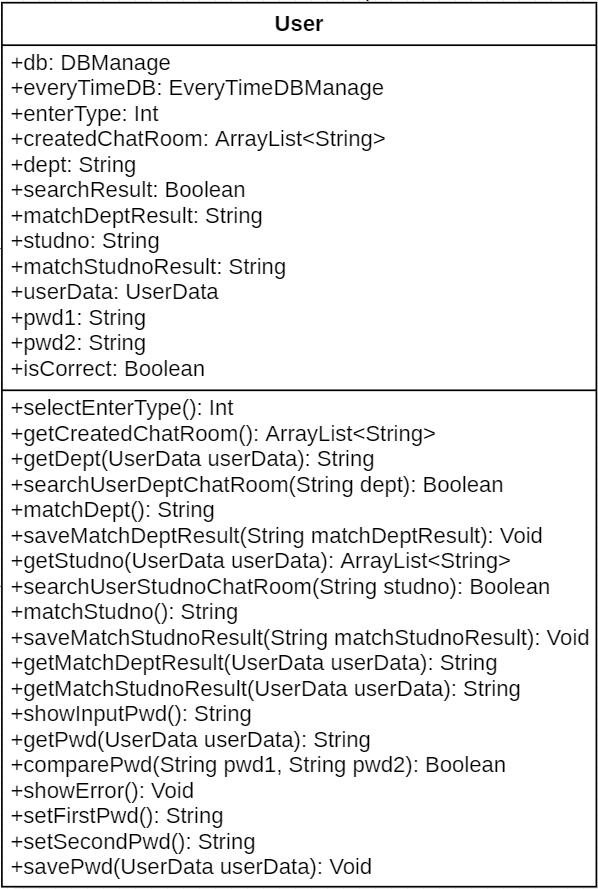 User
+db: DBManage
+everyTimeDB: EveryTimeDBManage
+enterType: Int
+createdChatRoom: ArrayList<String>
+dept: String
+searchResult: Boolean
+matchDeptResult: String
+studno: String
+matchStudnoResult: String
+userData: UserData
+pwd1: String
+pwd2: String
+isCorrect: Boolean
+selectEnterType(): Int
+getCreatedChatRoom(): ArrayList<String>
+getDept(UserData userData): String
+searchUserDeptChatRoom(String dept): Boolean
+matchDept(): String
+saveMatchDeptResult(String matchDeptResult): Void
+getStudno(UserData userData): ArrayList<String>
+searchUserStudnoChatRoom(String studno): Boolean
+matchStudno(): String
+saveMatchStudnoResult(String matchStudnoResult): Void
+getMatchDeptResult(UserData userData): String
+getMatchStudnoResult(UserData userData): String
+showInputPwd(): String
+getPwd(UserData userData): String
+comparePwd(String pwd1, String pwd2): Boolean
+showError(): Void
+setFirstPwd(): String
+setSecondPwd(): String
+savePwd(UserData userData): Void